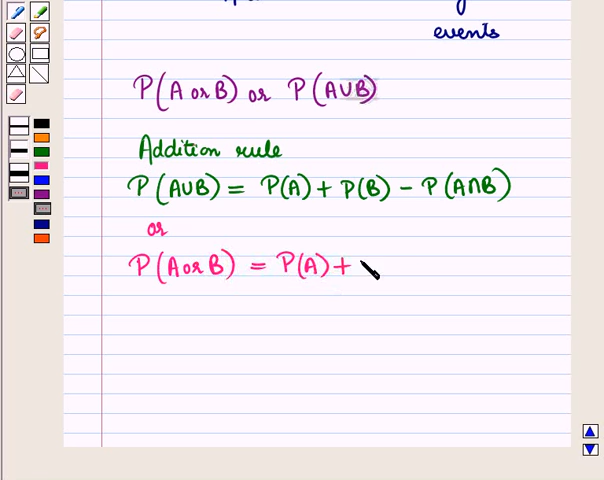 events
P(A or B) or P(A∪B)
Addition rule
P(A∪B) = P(A) + P(B) - P(A∩B)
or
P(A or B) = P(A) +